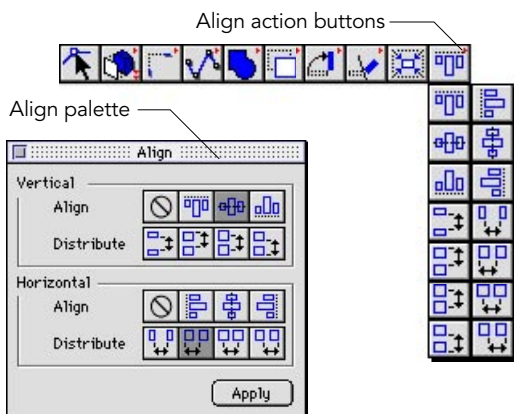 Align action buttons
Align palette
Align
Vertical
Align
Distribute
Horizontal
Align
Distribute
Apply